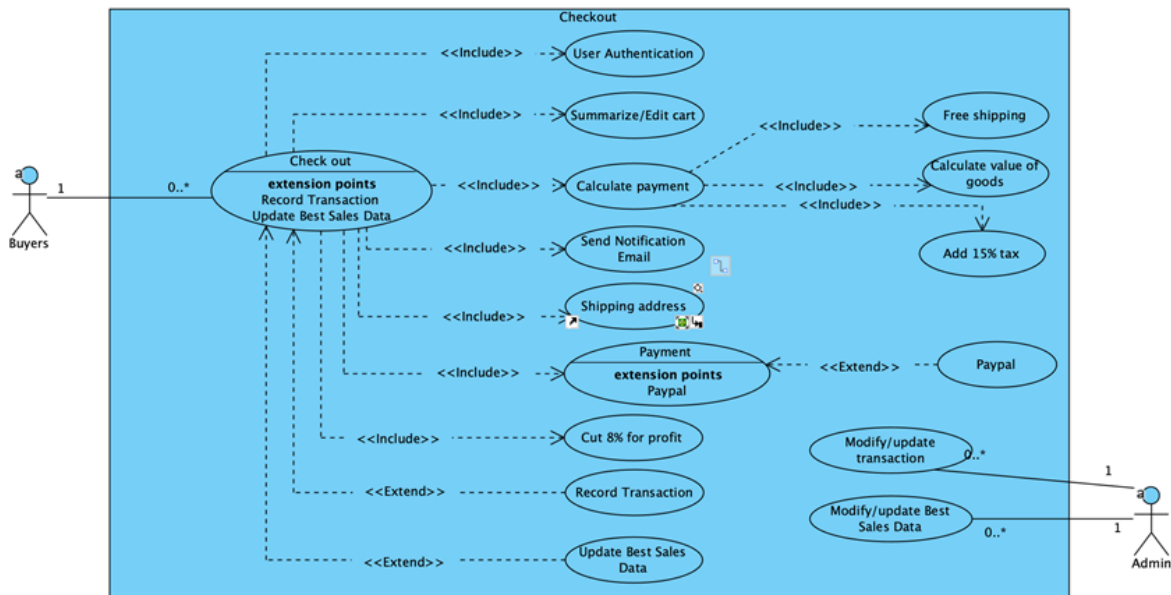 Checkout
<<Include>>
User Authentication
<<Include>>
Summarize/Edit cart
<<Include>>
Free shipping
Check out
extension points
Record Transaction
Update Best Sales Data
<<Include>>
Calculate payment
<<Include>>
Calculate value of
goods
<<Include>>
a
1
0..*
Buyers
<<Include>>
Send Notification
Email
Add 15% tax
<<Include>>
Shipping address
Payment
extension points
Paypal
<<Include>>
<<Extend>>
Paypal
<<Include>>
Cut 8% for profit
Modify/update
transaction
0..*
1
<<Extend>>
Record Transaction
a
Modify/update Best
Sales Data
0..*
1
Admin
<<Extend>>
Update Best Sales
Data